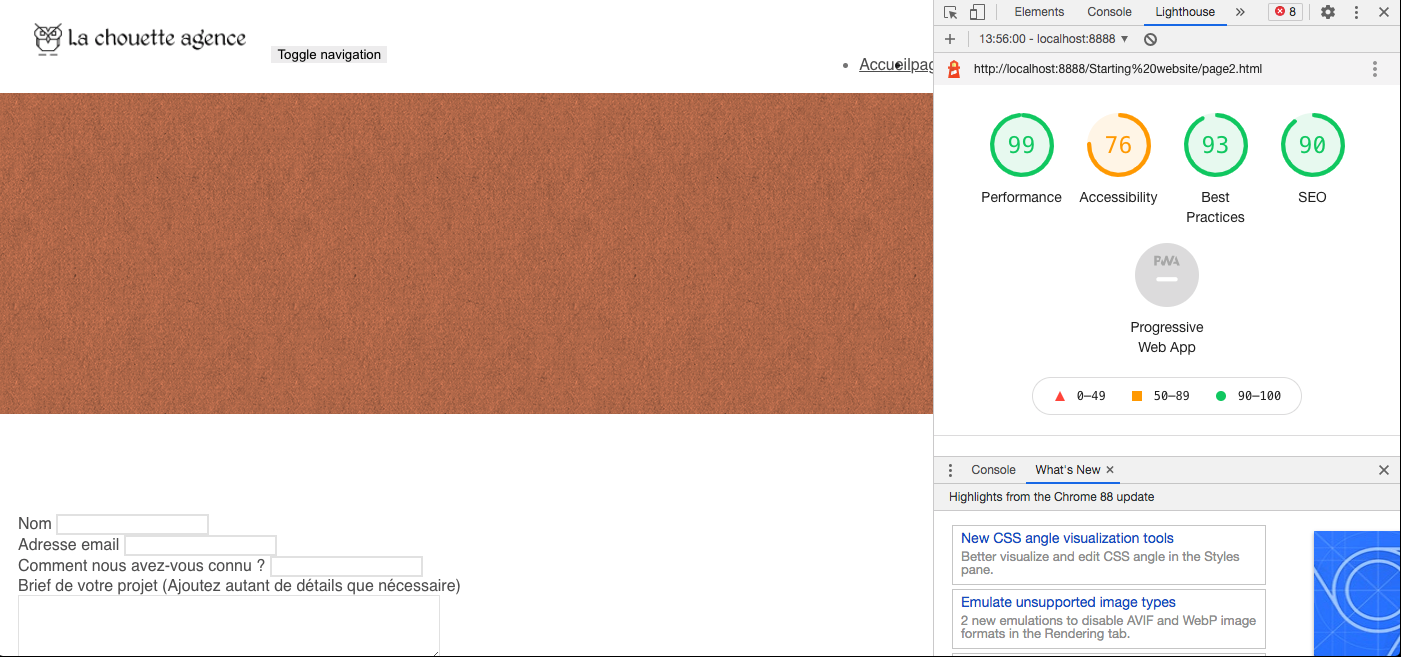 La chouette agence
Toggle navigation
Accueilpag
Nom
Adresse email
Comment nous avez-vous connu ?
Brief de votre projet (Ajoutez autant de détails que nécessaire)
Elements Console Lighthouse » 8
13:56:00 - localhost:8888
http://localhost:8888/Starting%20website/page2.html
99 76 93 90
Performance Accessibility Best Practices SEO
PWA
Progressive
Web App
0–49 50–89 90–100
Console What's New
Highlights from the Chrome 88 update
New CSS angle visualization tools
Better visualize and edit CSS angle in the Styles
pane.
Emulate unsupported image types
2 new emulations to disable AVIF and WebP image
formats in the Rendering tab.